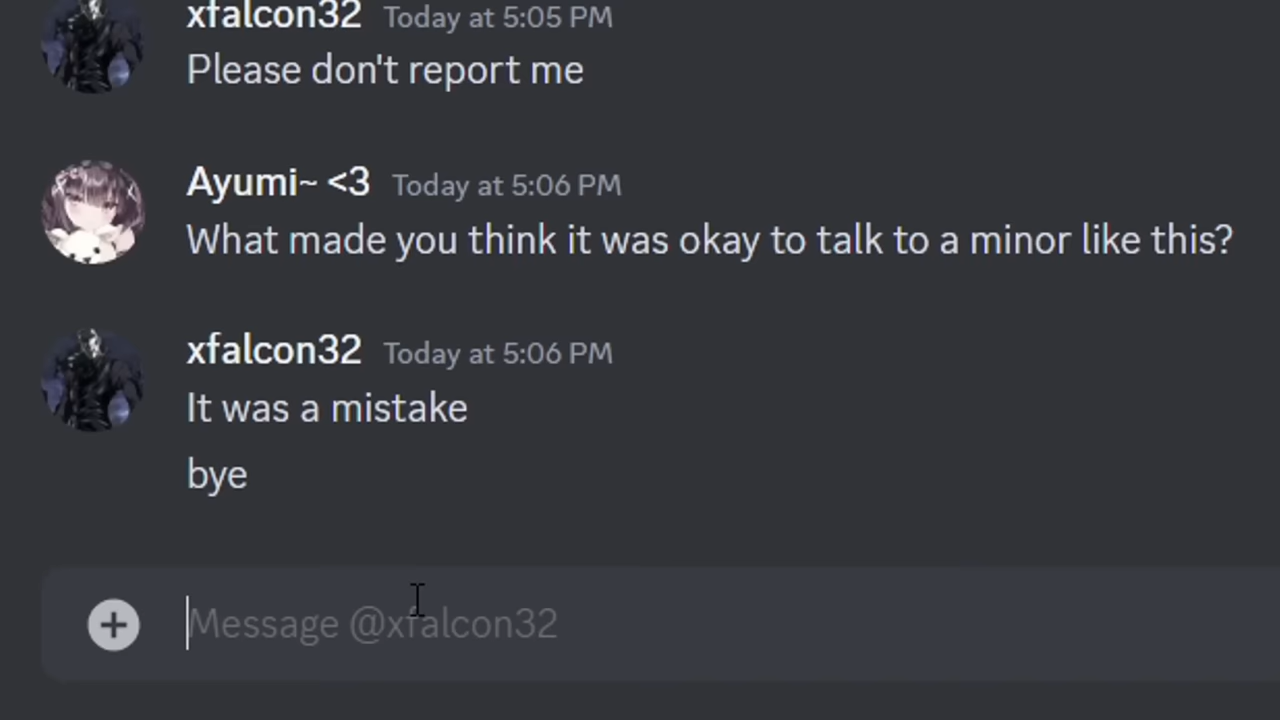 xfalcon32 Today at 5:05 PM
Please don't report me
Ayumi~ <3 Today at 5:06 PM
What made you think it was okay to talk to a minor like this?
xfalcon32 Today at 5:06 PM
It was a mistake
bye
Message @xfalcon32